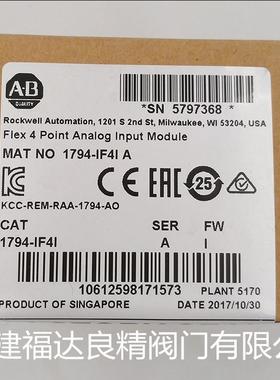 A-B
QUALITY
*SN 5797368 *
Rockwell Automation, 1201 S 2nd St, Milwaukee, WI 53204, USA
Flex 4 Point Analog Input Module
MAT NO 1794-IF4I A
CE EAC 25
KCC-REM-RAA-1794-AO
CAT SER FW
1794-IF4I A I
10612598171573
PLANT 5170
PRODUCT OF SINGAPORE DATE 2017/10/30
建福达良精阀门有限公